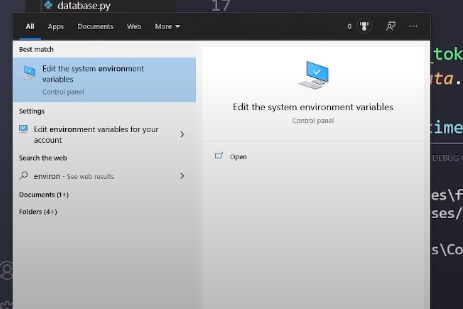 database.py
17
All Apps Documents Web More 0 ...
Best match
Edit the system environment
variables
Control panel
Settings
Edit environment variables for your
account
Search the web
environ - See web results
Documents (1+)
Folders (4+)
Edit the system environment variables
Control panel
Open
_tok
ata.
time
DEBUG
es\f
ses/
s\Co